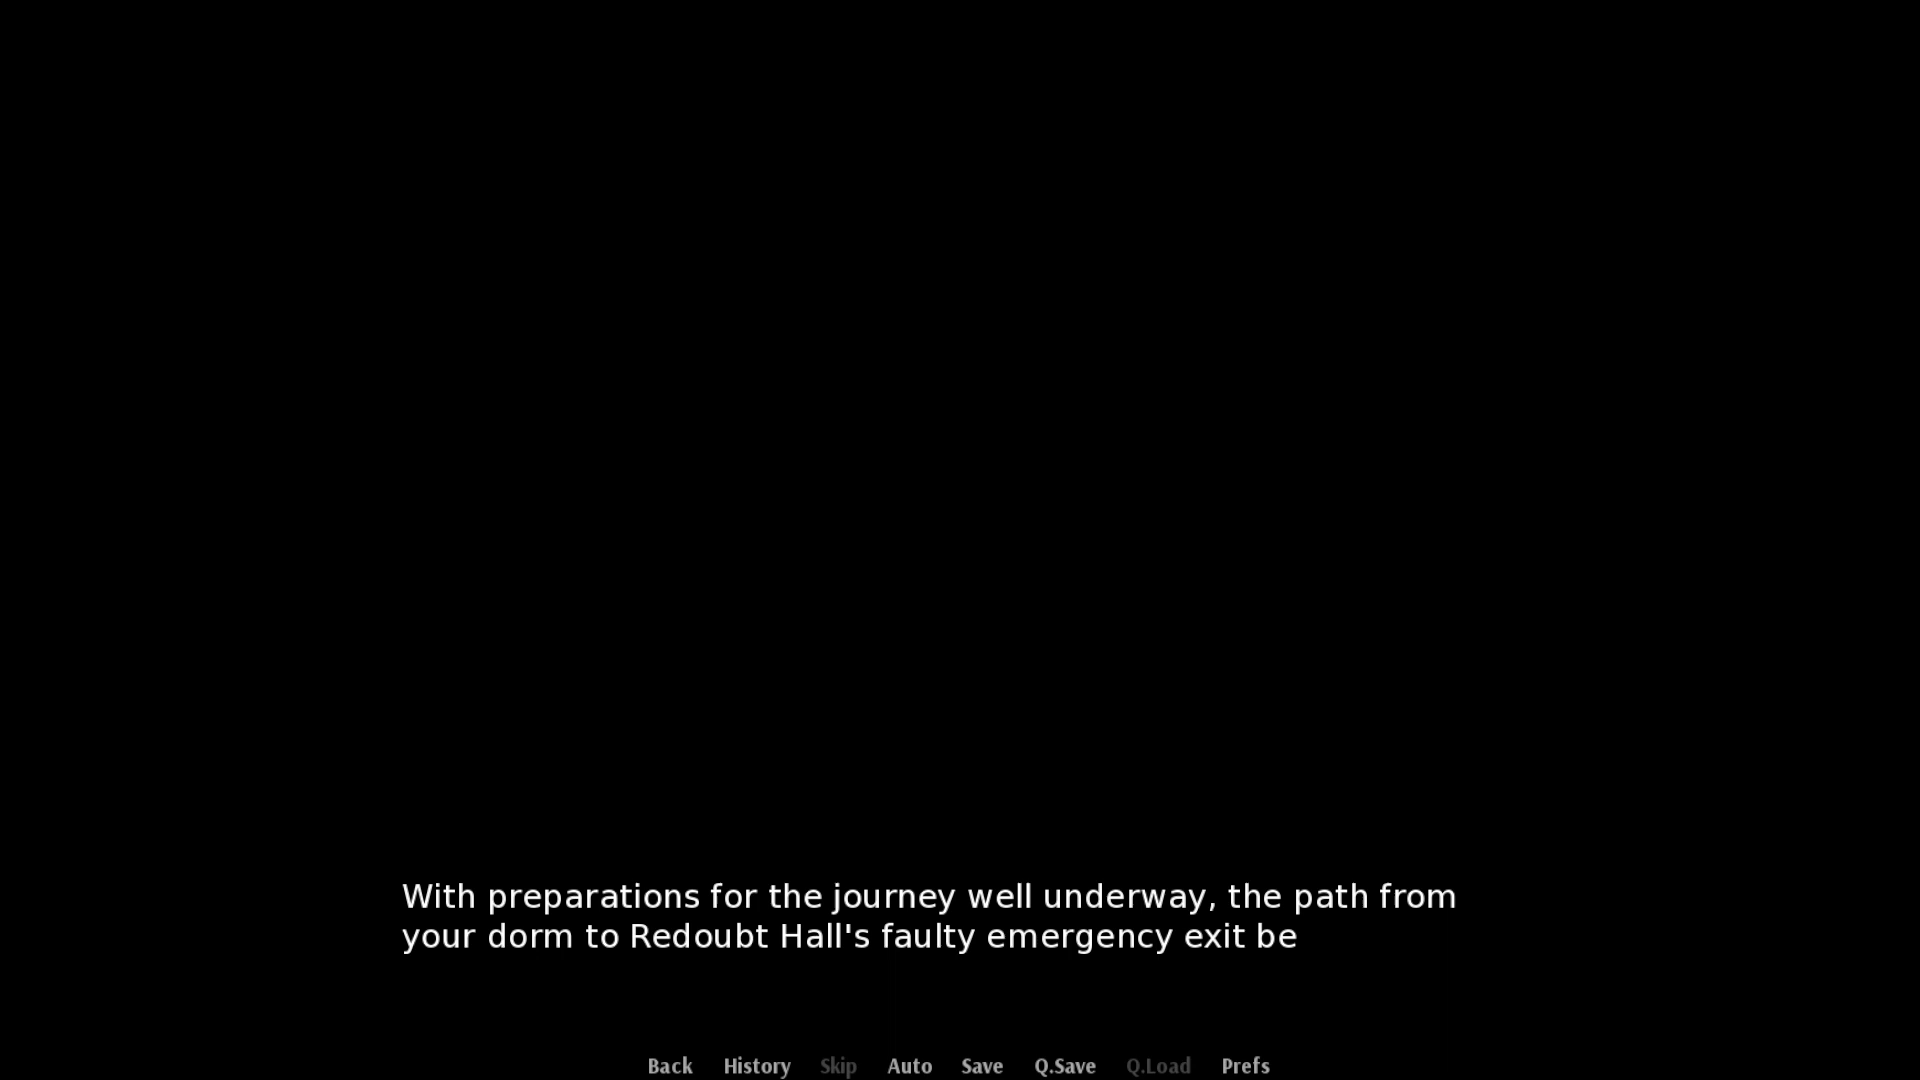 With preparations for the journey well underway, the path from
your dorm to Redoubt Hall's faulty emergency exit be
Back History Skip Auto Save Q.Save Q.Load Prefs